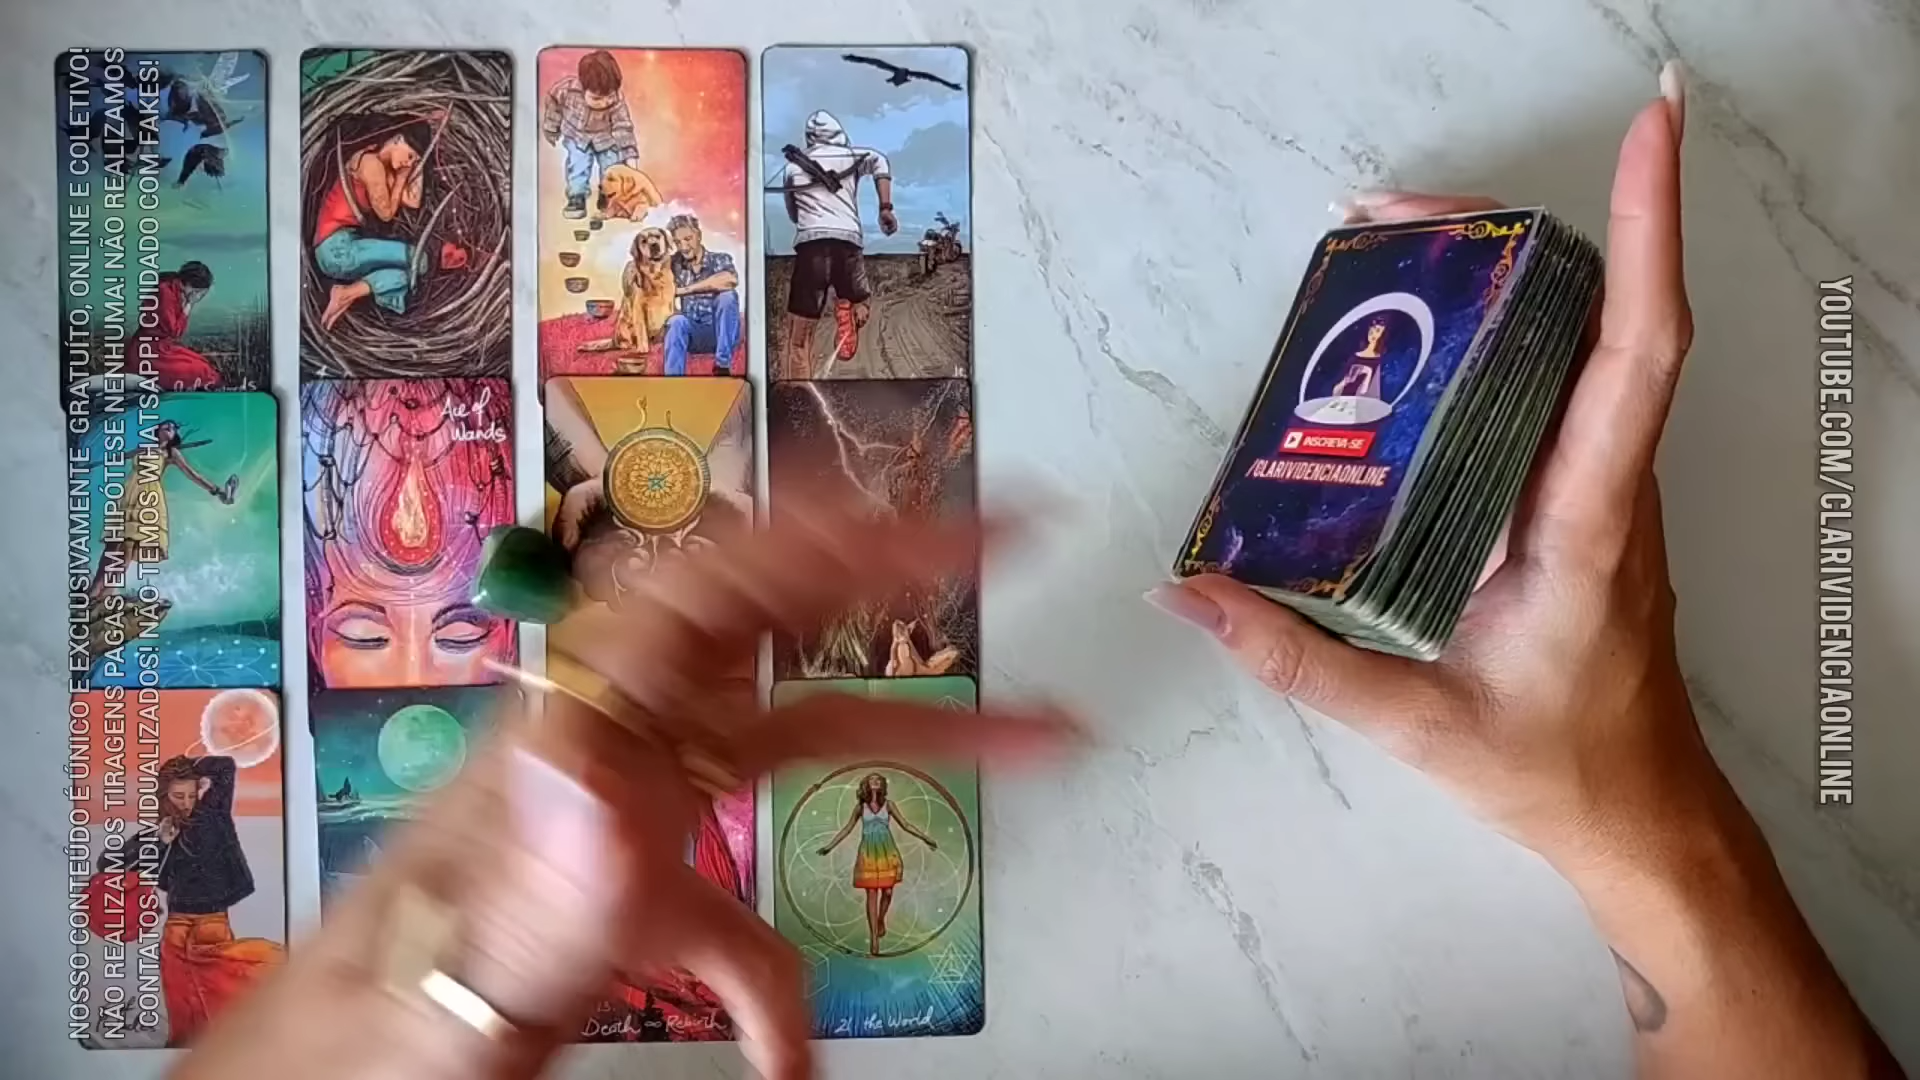 NOSSO CONTEÚDO É ÚNICO E EXCLUSIVAMENTE GRATUÍTO, ONLINE E COLETIVO!
NÃO REALIZAMOS TIRAGENS PAGAS EM HIPÓTESE NENHUMA! NÃO REALIZAMOS
CONTATOS INDIVIDUALIZADOS! NÃO TEMOS WHATSAPP! CUIDADO COM FAKES!
Ace of
Wands
13. Death ∞ Rebirth
21 the World
INSCREVA-SE
/CLARIVIDENCIAONLINE
YOUTUBE.COM/CLARIVIDENCIAONLINE